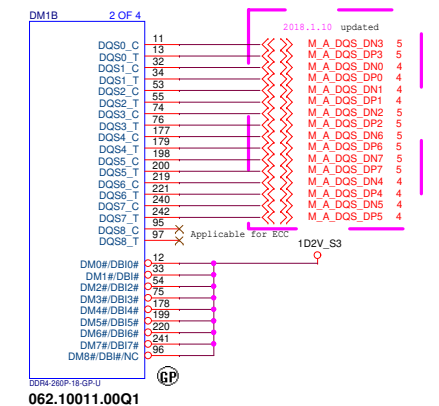 DM1B 2 OF 4
2018.1.10 updated
DQS0_C 11 M_A_DQS_DN3 5
DQS0_T 13 M_A_DQS_DP3 5
DQS1_C 32 M_A_DQS_DN0 4
DQS1_T 34 M_A_DQS_DP0 4
DQS2_C 53 M_A_DQS_DN1 4
DQS2_T 55 M_A_DQS_DP1 4
DQS3_C 74 M_A_DQS_DN2 5
DQS3_T 76 M_A_DQS_DP2 5
DQS4_C 177 M_A_DQS_DN6 5
DQS4_T 179 M_A_DQS_DP6 5
DQS5_C 198 M_A_DQS_DN7 5
DQS5_T 200 M_A_DQS_DP7 5
DQS6_C 219 M_A_DQS_DN4 4
DQS6_T 221 M_A_DQS_DP4 4
DQS7_C 240 M_A_DQS_DN5 4
DQS7_T 242 M_A_DQS_DP5 4
DQS8_C 95
DQS8_T 97 Applicable for ECC
1D2V_S3
DM0#/DBI0# 12
DM1#/DBI# 33
DM2#/DBI2# 54
DM3#/DBI3# 75
DM4#/DBI4# 178
DM5#/DBI5# 199
DM6#/DBI6# 220
DM7#/DBI7# 241
DM8#/DBI#/NC 96
GP
DDR4-260P-18-GP-U
062.10011.00Q1